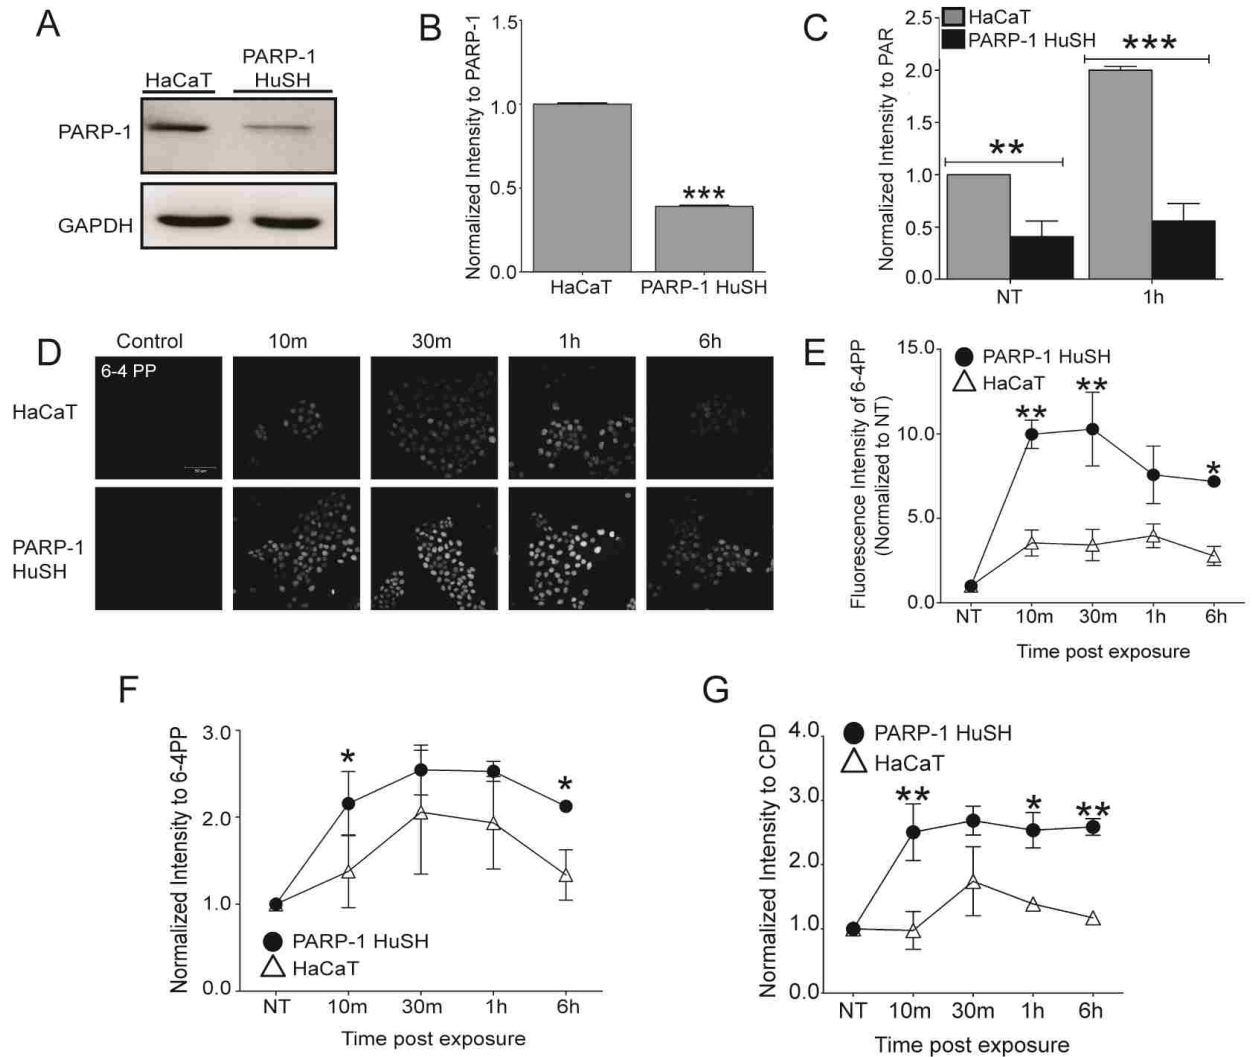 A
HaCaT
PARP-1
HuSH
PARP-1
GAPDH
B
Normalized Intensity to PARP-1
1.5
1.0
0.5
0.0
***
HaCaT
PARP-1 HuSH
C
Normalized Intensity to PAR
HaCaT
PARP-1 HuSH
2.5
2.0
1.5
1.0
0.5
0.0
**
***
NT
1h
D
Control
10m
30m
1h
6h
6-4 PP
HaCaT
PARP-1
HuSH
E
Fluorescence Intensity of 6-4PP
(Normalized to NT)
15.0
10.0
5.0
0.0
PARP-1 HuSH
HaCaT
**
**
*
NT
10m
30m
1h
6h
Time post exposure
F
Normalized Intensity to 6-4PP
3.0
2.0
1.0
0.0
*
*
PARP-1 HuSH
HaCaT
NT
10m
30m
1h
6h
Time post exposure
G
Normalized Intensity to CPD
4.0
3.0
2.0
1.0
0.0
PARP-1 HuSH
HaCaT
**
*
**
NT
10m
30m
1h
6h
Time post exposure